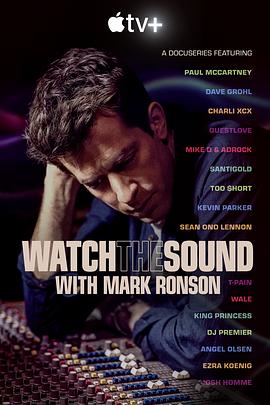 tv+
A DOCUSERIES FEATURING
PAUL MCCARTNEY
DAVE GROHL
CHARLI XCX
QUESTLOVE
MIKE D & ADROCK
SANTIGOLD
TOO $HORT
KEVIN PARKER
SEAN ONO LENNON
WATCH THE SOUND
WITH MARK RONSON
T-PAIN
WALE
KING PRINCESS
DJ PREMIER
ANGEL OLSEN
EZRA KOENIG
JOSH HOMME